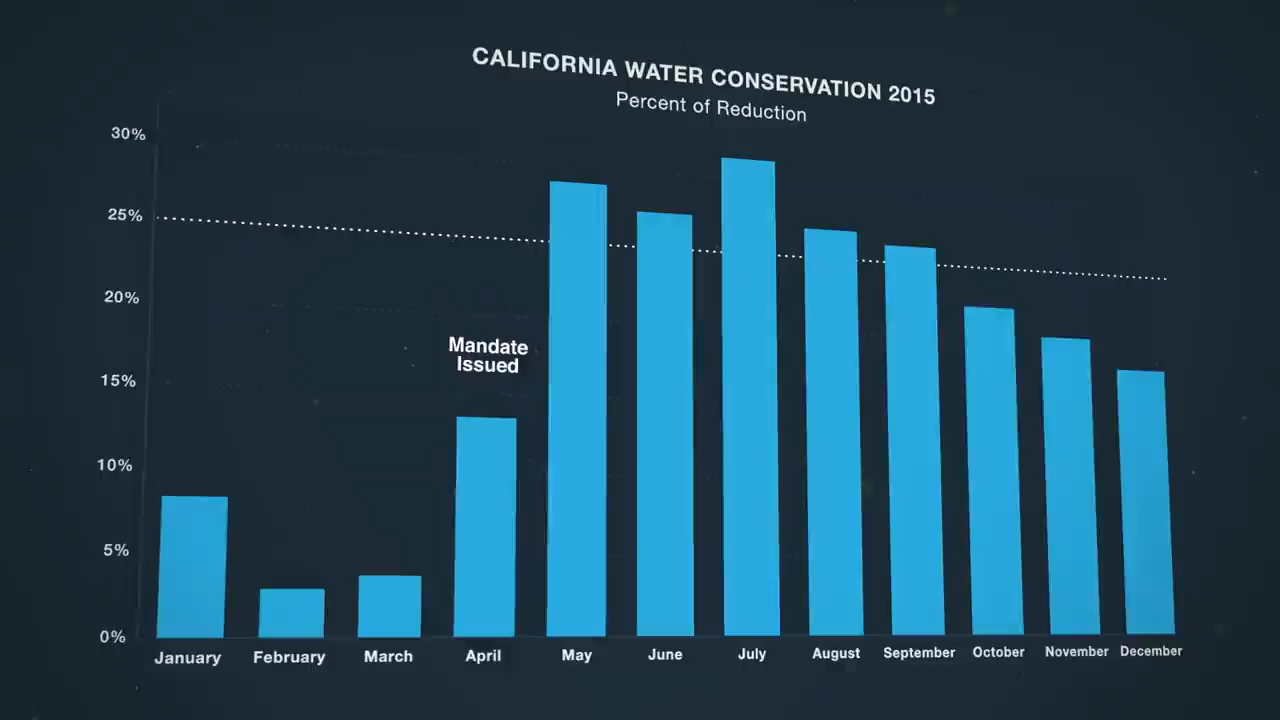 CALIFORNIA WATER CONSERVATION 2015
Percent of Reduction
30%
25%
20%
15%
10%
5%
0%
Mandate
Issued
January February March April May June July August September October November December